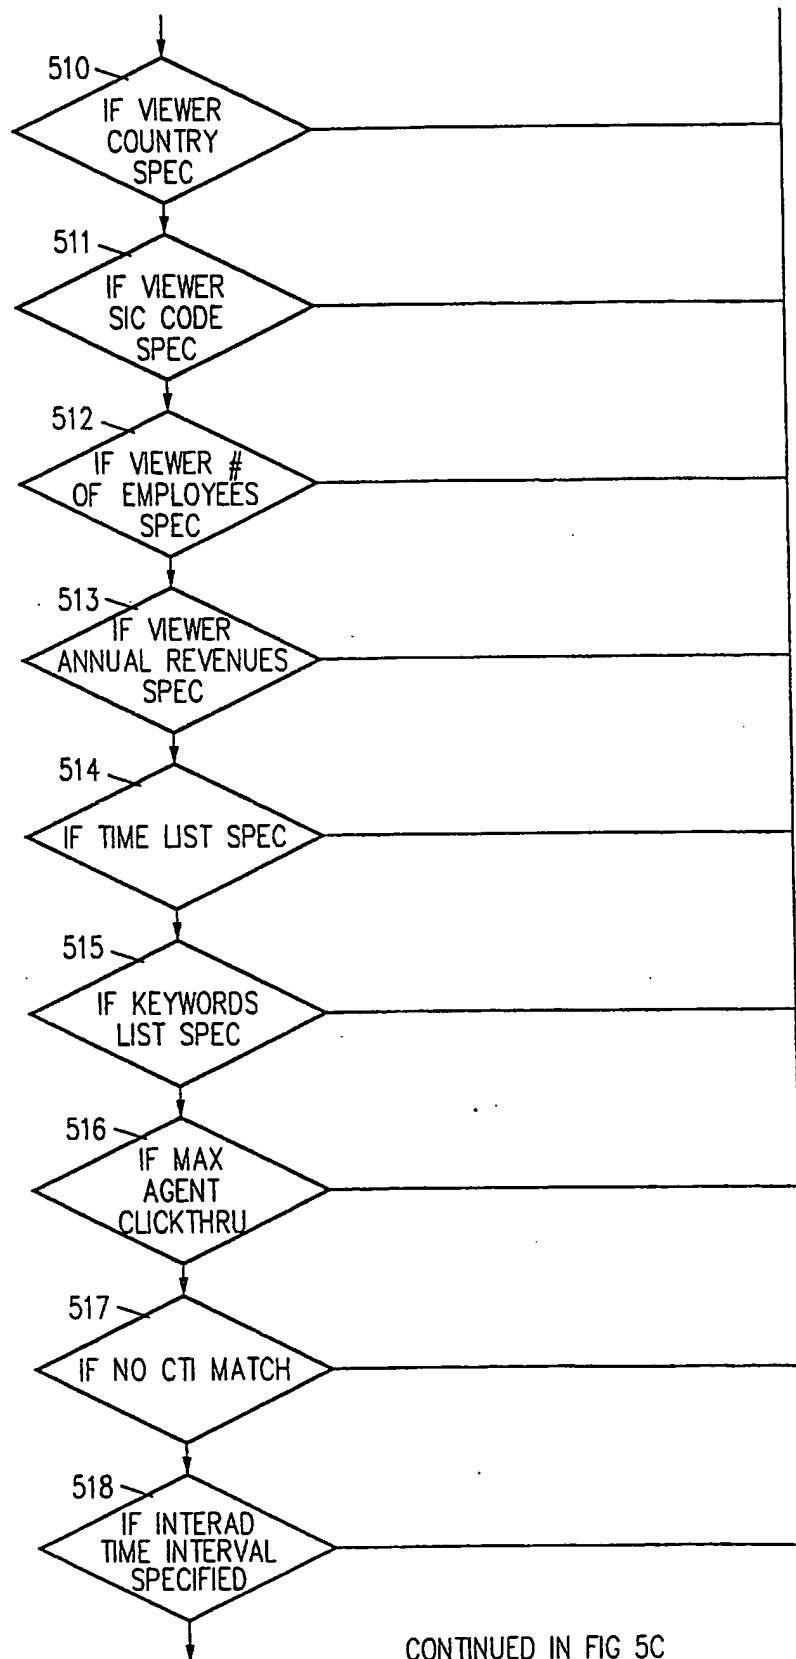 510
IF VIEWER
COUNTRY
SPEC
511
IF VIEWER
SIC CODE
SPEC
512
IF VIEWER #
OF EMPLOYEES
SPEC
513
IF VIEWER
ANNUAL REVENUES
SPEC
514
IF TIME LIST SPEC
515
IF KEYWORDS
LIST SPEC
516
IF MAX
AGENT
CLICKTHRU
517
IF NO CTI MATCH
518
IF INTERAD
TIME INTERVAL
SPECIFIED
CONTINUED IN FIG 5C